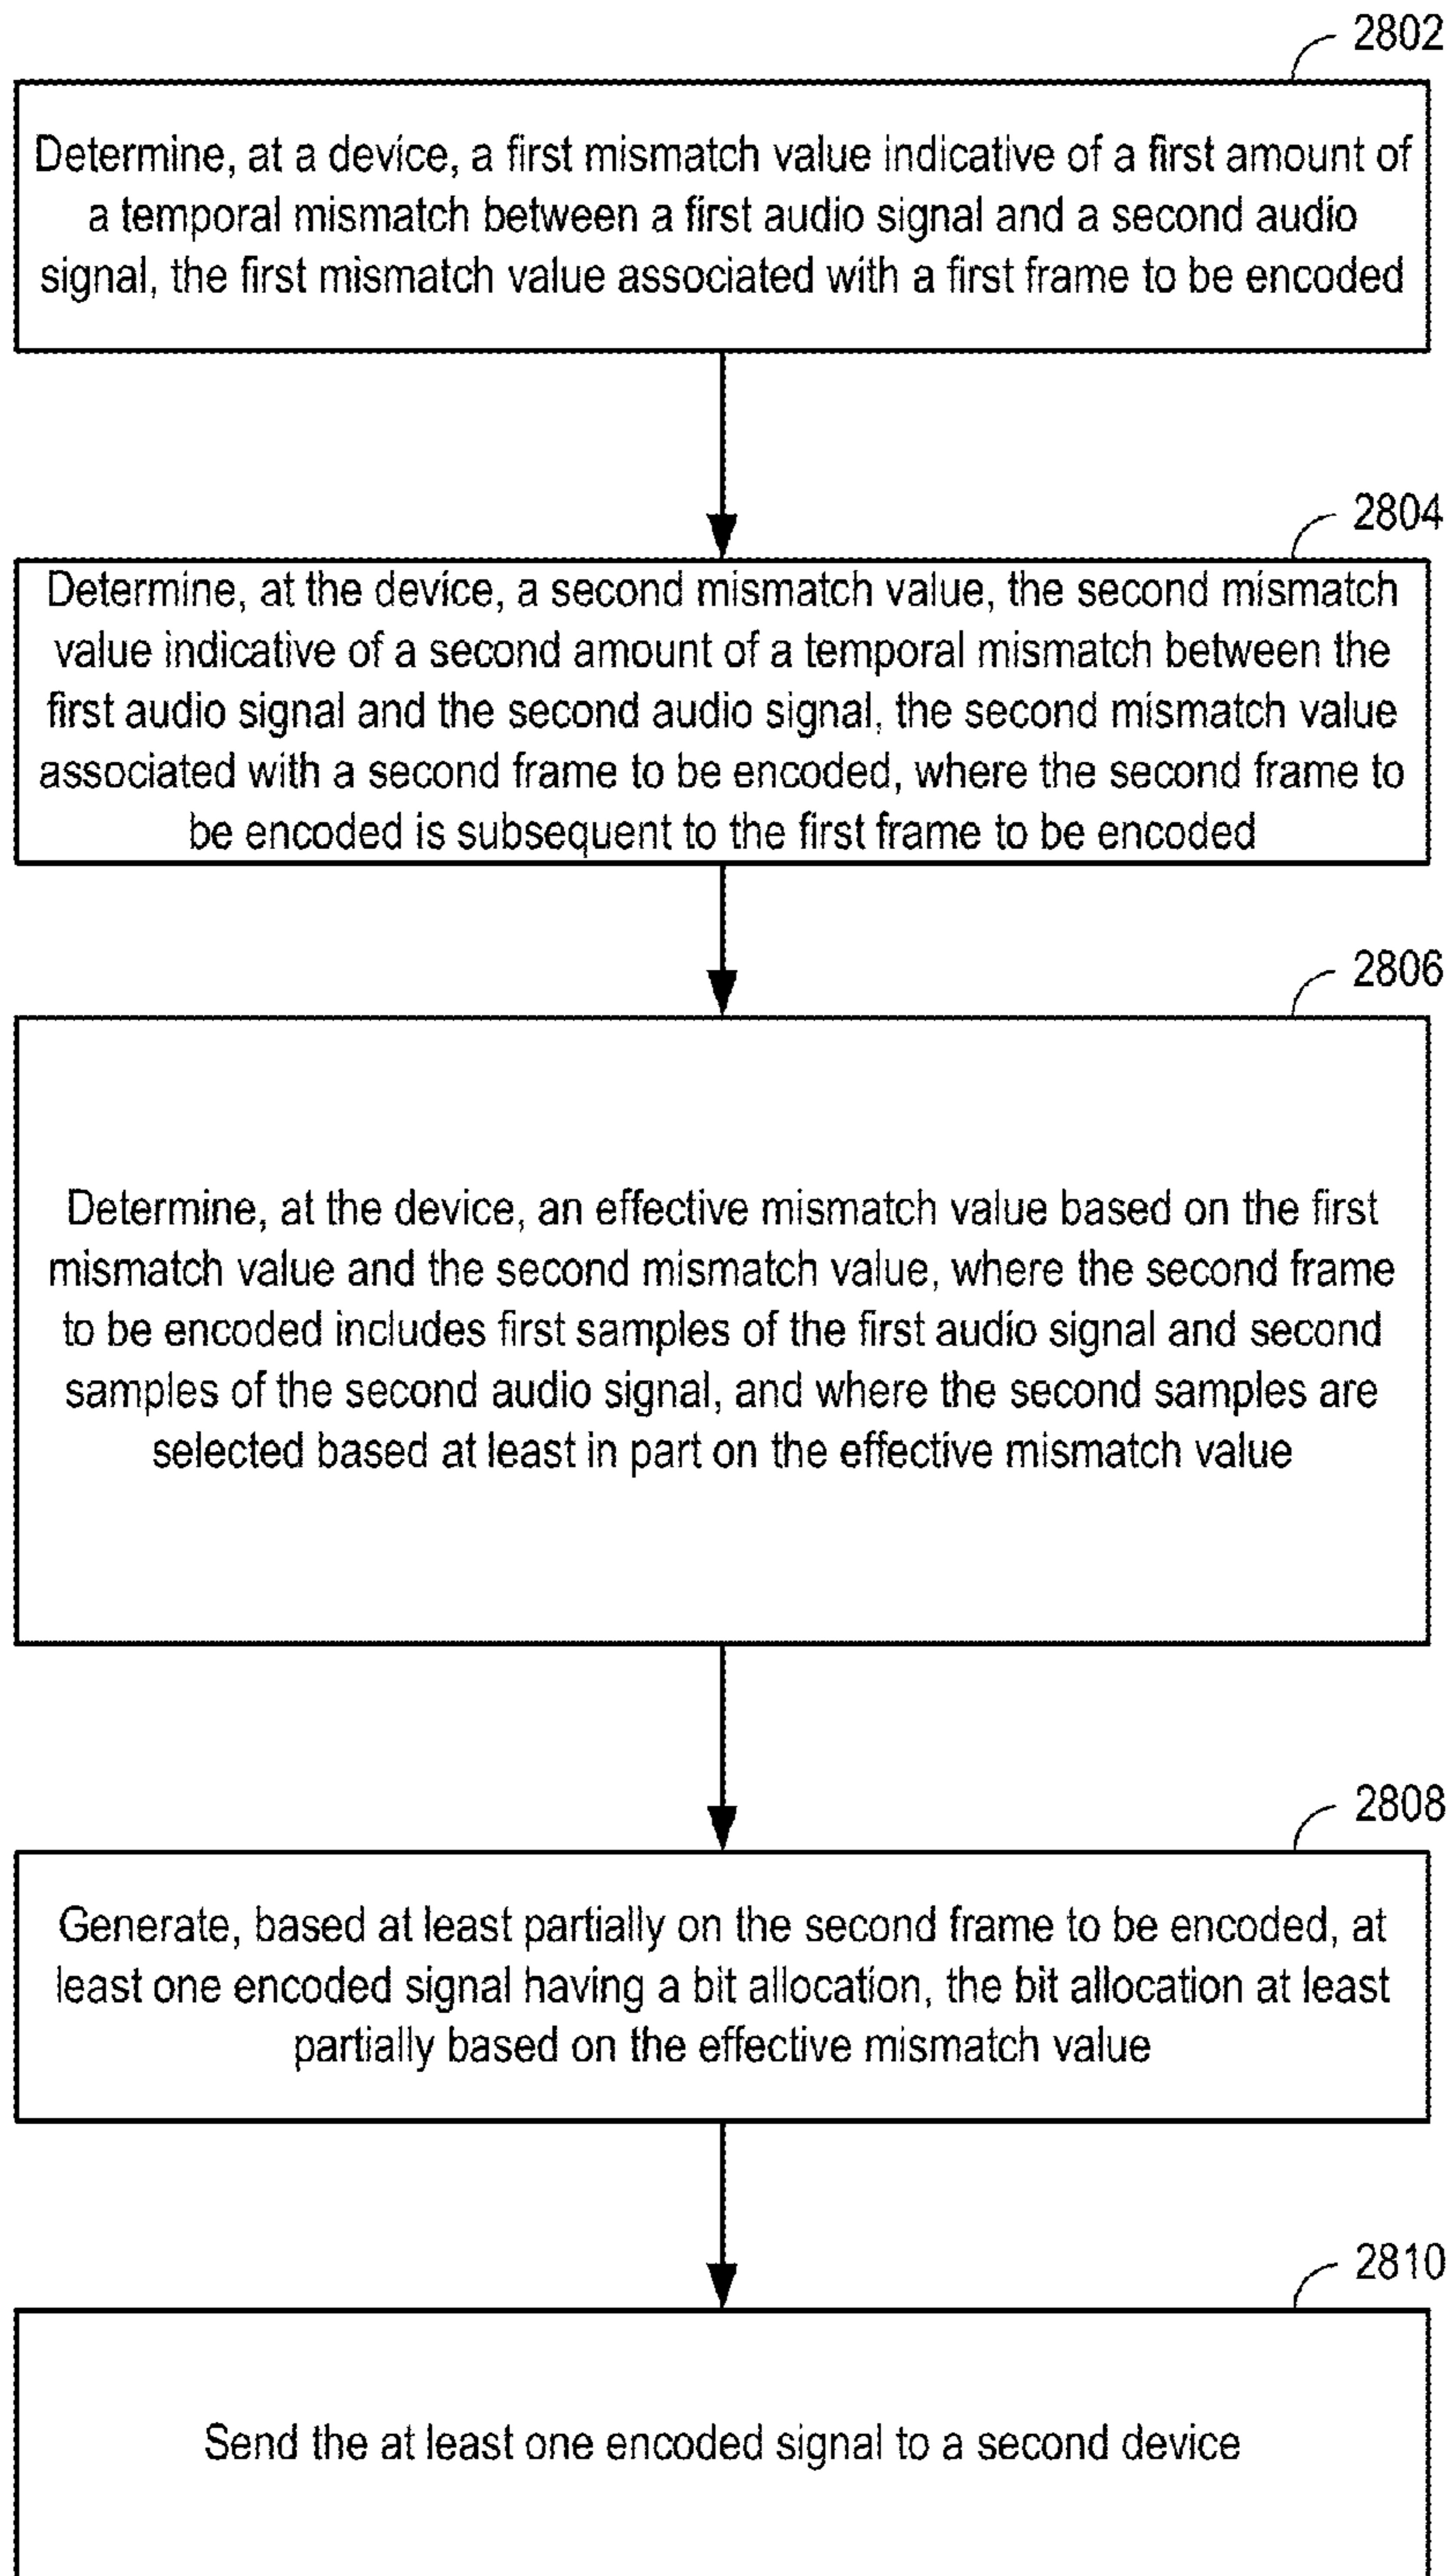 2802
Determine, at a device, a first mismatch value indicative of a first amount of
a temporal mismatch between a first audio signal and a second audio
signal, the first mismatch value associated with a first frame to be encoded
2804
Determine, at the device, a second mismatch value, the second mismatch
value indicative of a second amount of a temporal mismatch between the
first audio signal and the second audio signal, the second mismatch value
associated with a second frame to be encoded, where the second frame to
be encoded is subsequent to the first frame to be encoded
2806
Determine, at the device, an effective mismatch value based on the first
mismatch value and the second mismatch value, where the second frame
to be encoded includes first samples of the first audio signal and second
samples of the second audio signal, and where the second samples are
selected based at least in part on the effective mismatch value
2808
Generate, based at least partially on the second frame to be encoded, at
least one encoded signal having a bit allocation, the bit allocation at least
partially based on the effective mismatch value
2810
Send the at least one encoded signal to a second device